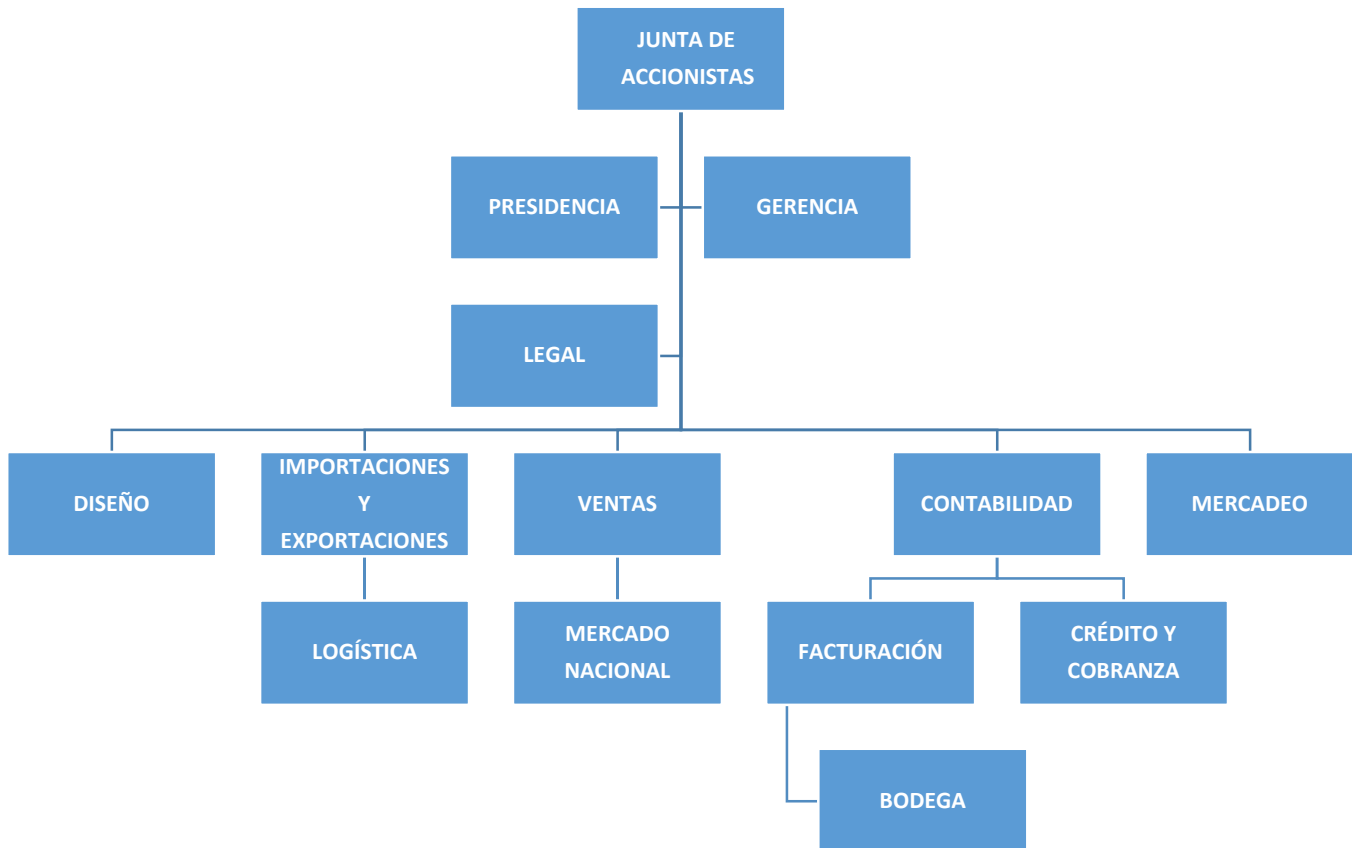 JUNTA DE
ACCIONISTAS
PRESIDENCIA
GERENCIA
LEGAL
DISEÑO
IMPORTACIONES
Y
EXPORTACIONES
VENTAS
CONTABILIDAD
MERCADEO
LOGÍSTICA
MERCADO
NACIONAL
FACTURACIÓN
CRÉDITO Y
COBRANZA
BODEGA